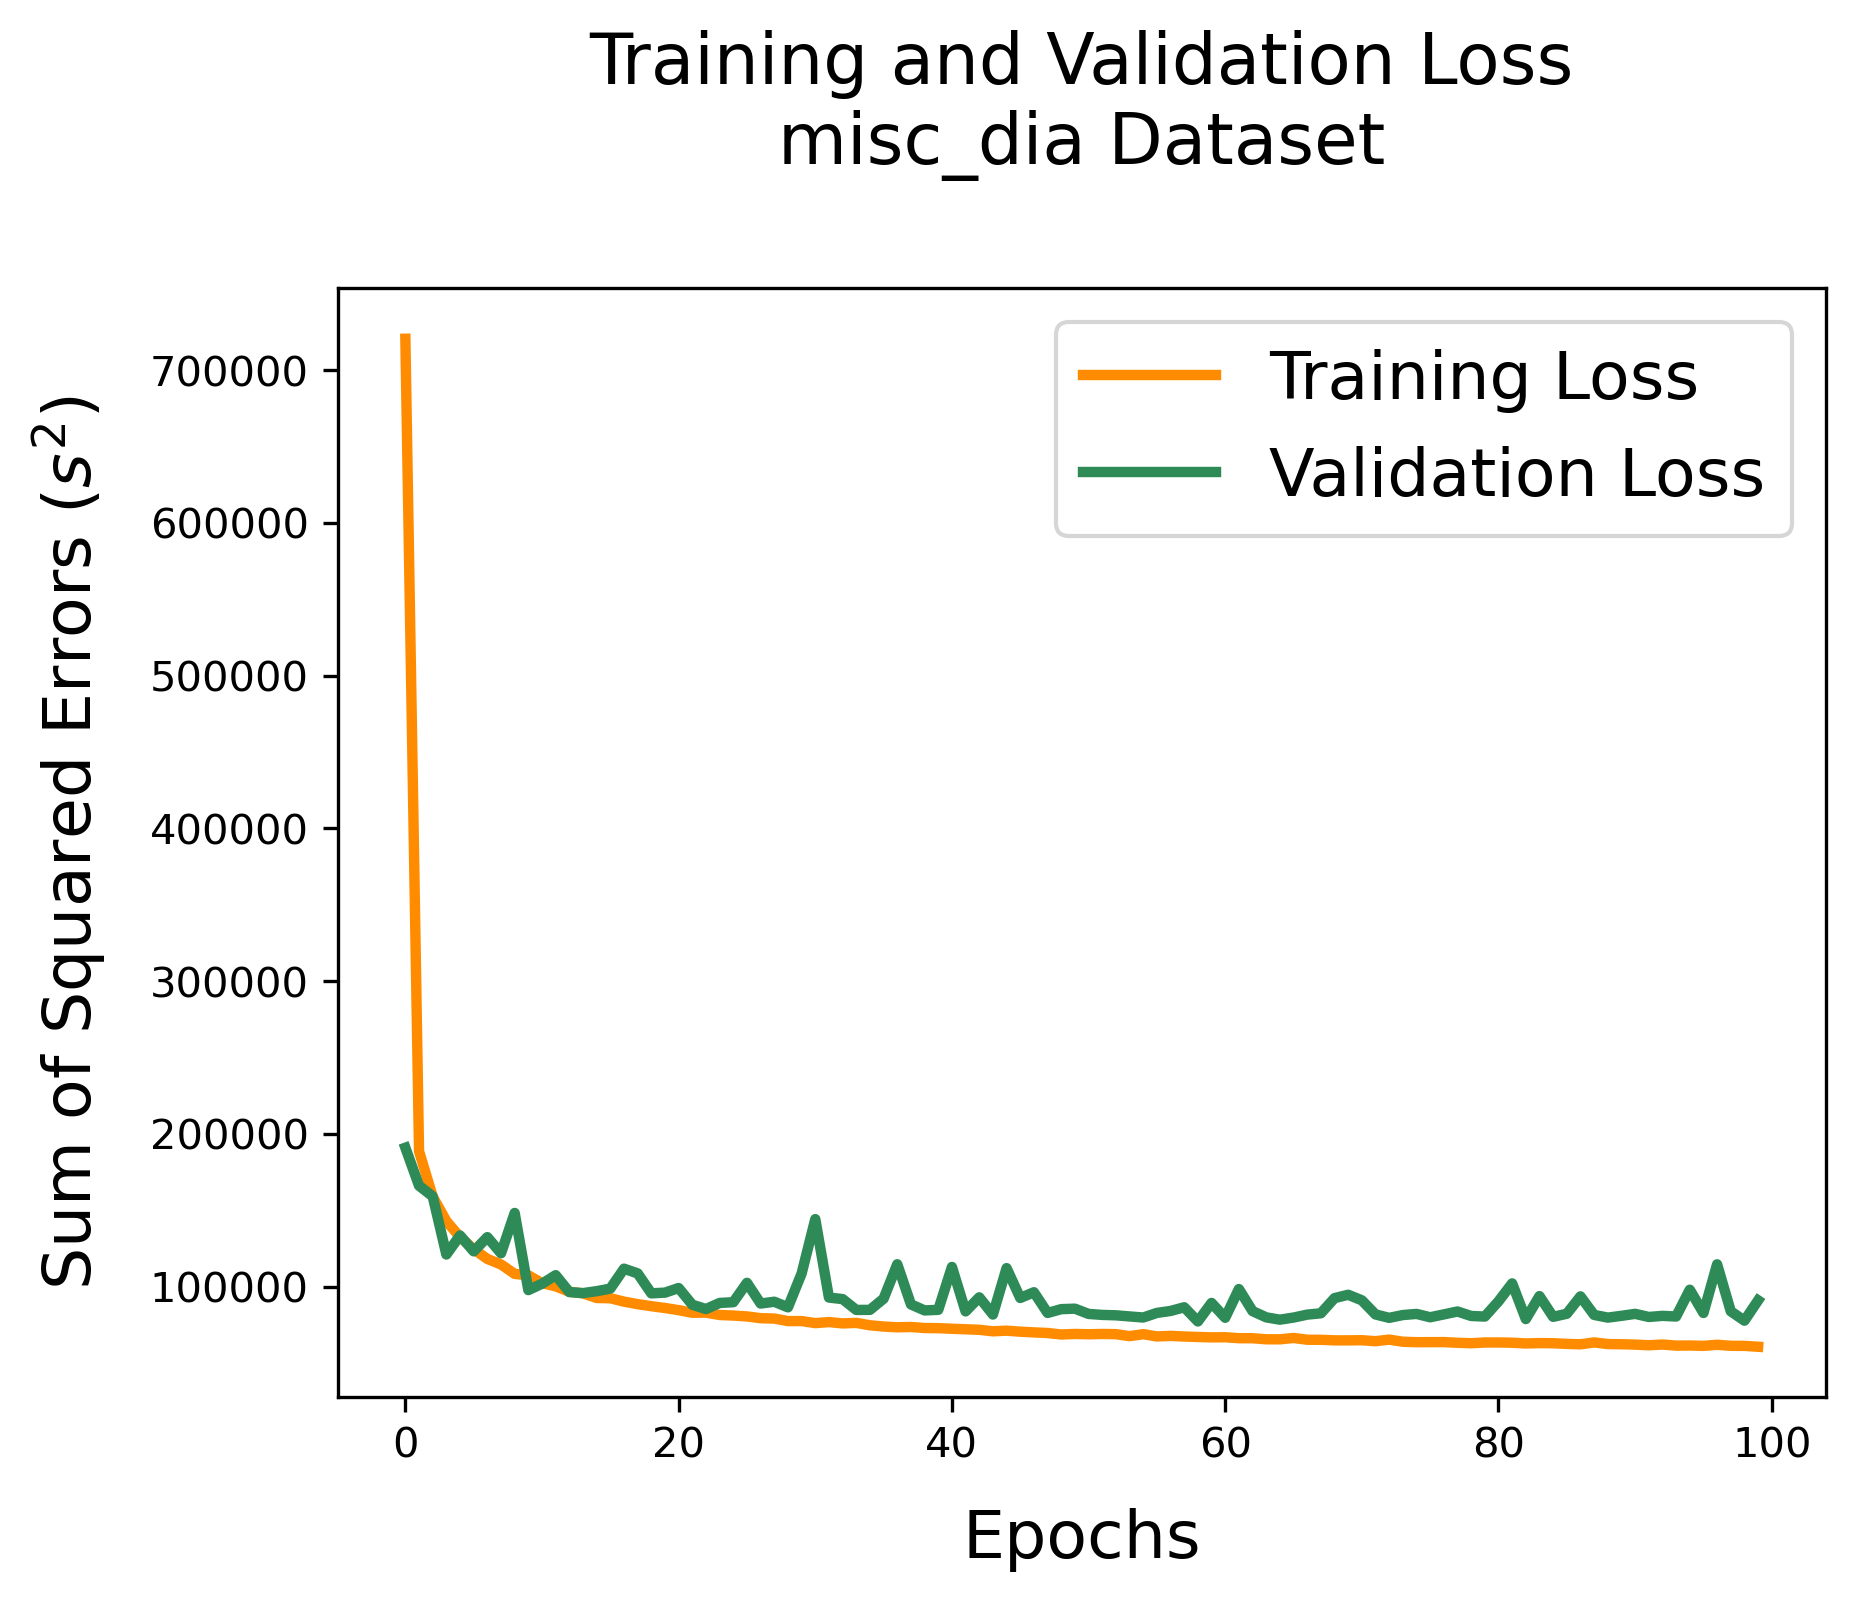 Training and Validation Loss
misc_dia Dataset
Sum of Squared Errors (s²)
700000
600000
500000
400000
300000
200000
100000
Training Loss
Validation Loss
0 20 40 60 80 100
Epochs